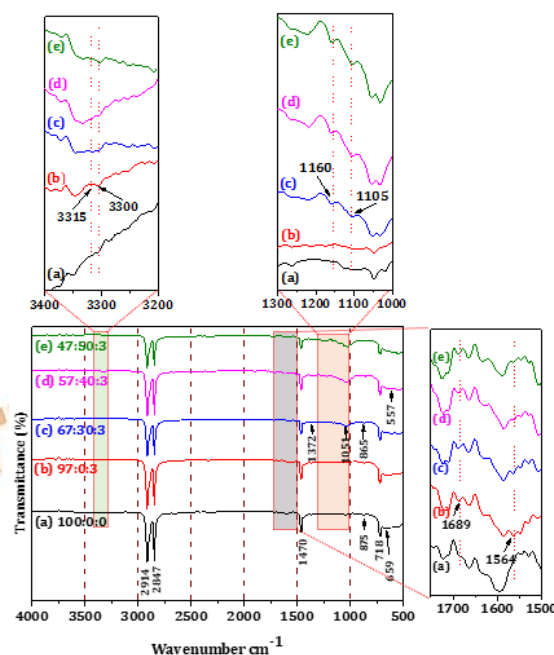 (e)
(d)
(c)
(b)
3315
3300
(a)
3400 3300 3200
(e)
(d)
(c)
1160
1105
(b)
(a)
1300 1200 1100 1000
Transmittance (%)
(e) 47:90:3
(d) 57:40:3
(c) 67:30:3
(b) 97:0:3
(a) 100:0:0
2914
2847
1470
1372
1051
865
557
875
718
659
4000 3500 3000 2500 2000 1500 1000 500
Wavenumber cm-1
(e)
(d)
(c)
(b)
1689
1564
(a)
1700 1600 1500